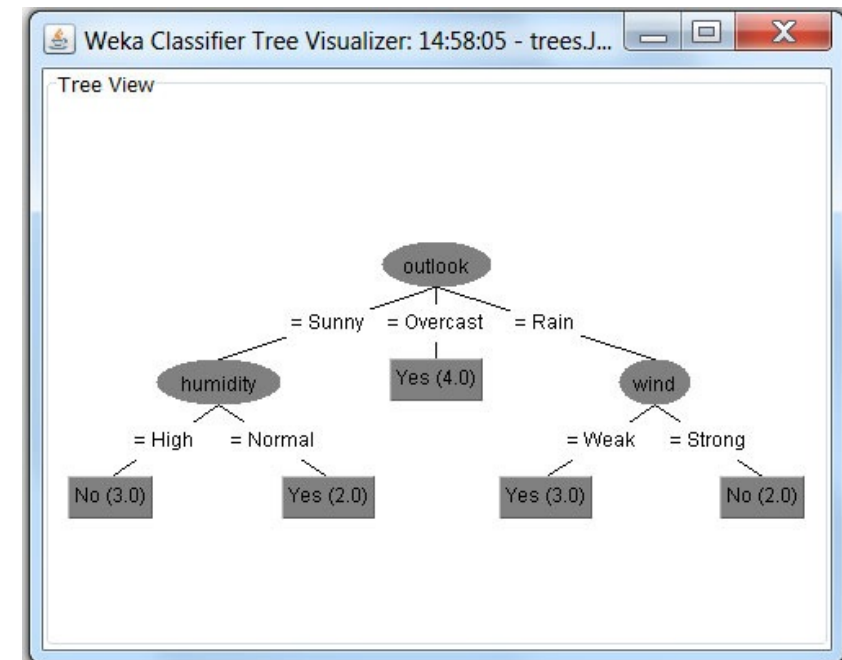 Weka Classifier Tree Visualizer: 14:58:05 - trees.J...
Tree View
outlook
= Sunny = Overcast = Rain
humidity Yes (4.0) wind
= High = Normal = Weak = Strong
No (3.0) Yes (2.0) Yes (3.0) No (2.0)